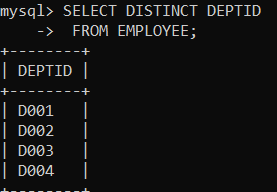 mysql> SELECT DISTINCT DEPTID
    ->  FROM EMPLOYEE;
+--------+
| DEPTID |
+--------+
| D001   |
| D002   |
| D003   |
| D004   |
+--------+